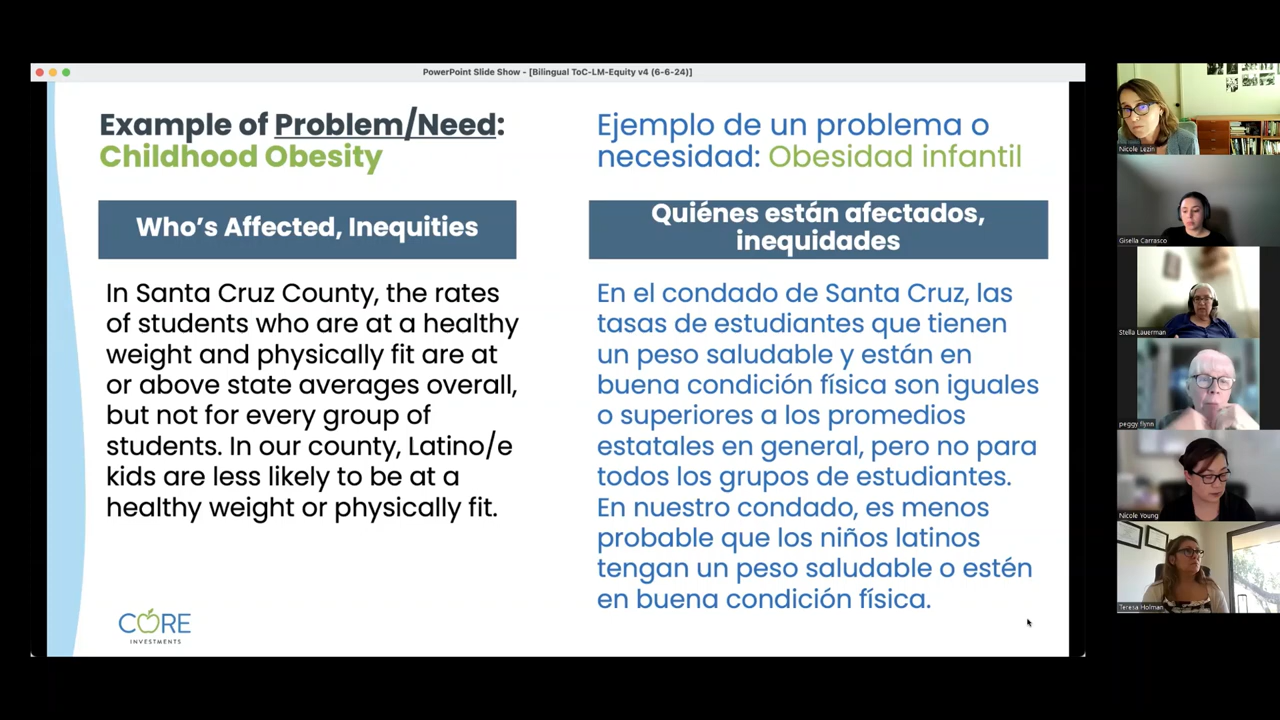 PowerPoint Slide Show - [Bilingual ToC-LM-Equity v4 (6-6-24)]
Example of Problem/Need:
Childhood Obesity
Who's Affected, Inequities
In Santa Cruz County, the rates
of students who are at a healthy
weight and physically fit are at
or above state averages overall,
but not for every group of
students. In our county, Latino/e
kids are less likely to be at a
healthy weight or physically fit.
CORE
INVESTMENTS
Ejemplo de un problema o
necesidad: Obesidad infantil
Quiénes están afectados,
inequidades
En el condado de Santa Cruz, las
tasas de estudiantes que tienen
un peso saludable y están en
buena condición física son iguales
o superiores a los promedios
estatales en general, pero no para
todos los grupos de estudiantes.
En nuestro condado, es menos
probable que los niños latinos
tengan un peso saludable o estén
en buena condición física.
Nicole Lezin
Gisella Carrasco
Stella Lauerman
peggy flynn
Nicole Young
Teresa Holman